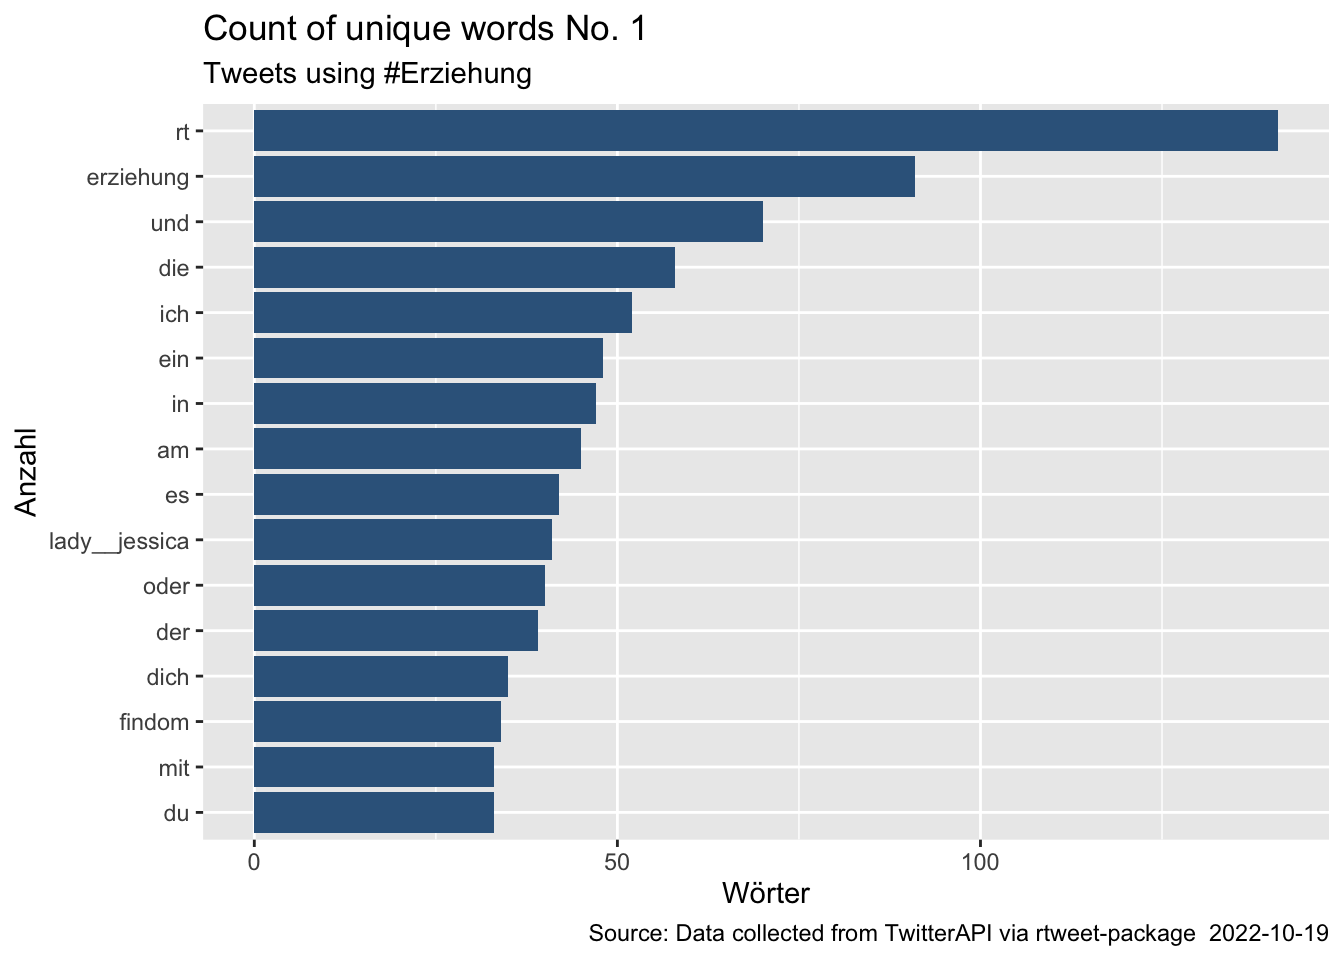 Count of unique words No. 1
Tweets using #Erziehung
rt
erziehung
und
die
ich
ein
in
am
es
lady__jessica
oder
der
dich
findom
mit
du
Anzahl
0 50 100
Wörter
Source: Data collected from TwitterAPI via rtweet-package  2022-10-19